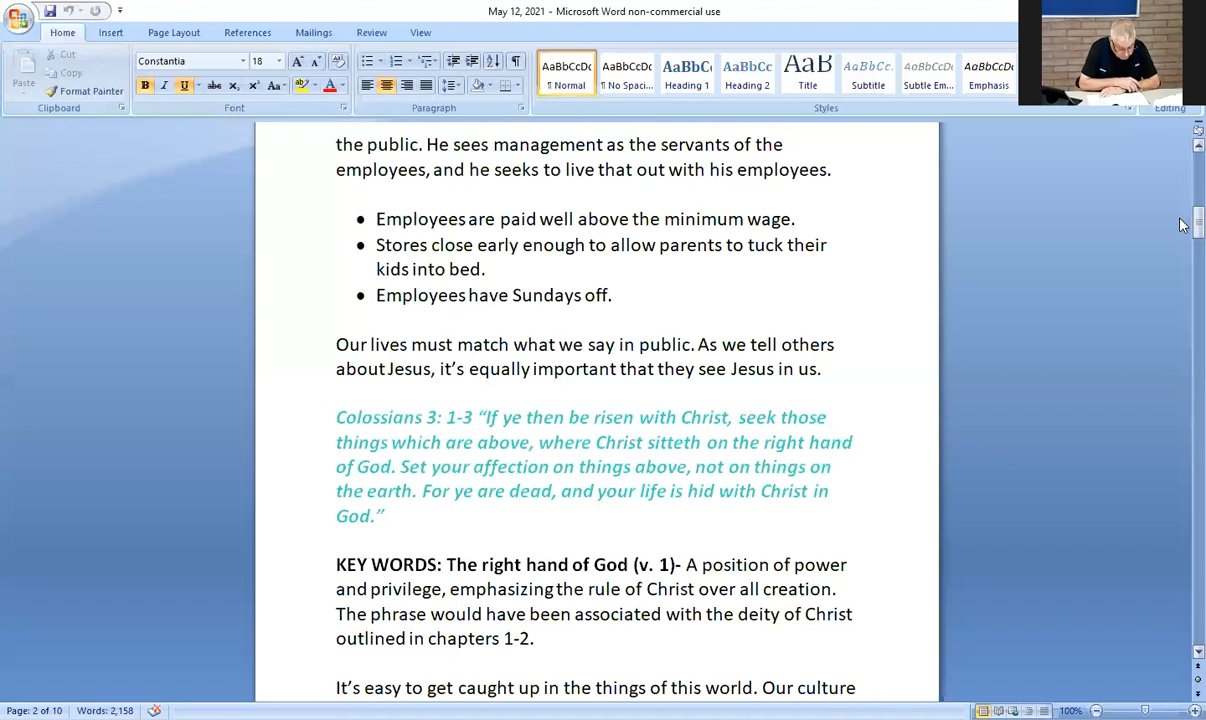 May 12, 2021 - Microsoft Word non-commercial use
Home Insert Page Layout References Mailings Review View
Cut
Copy
Format Painter
Paste
Clipboard
Constantia 18
Font
Paragraph
AaBbCcDc AaBbCcDc AaBbC AaBbCc AaB AaBbCc. AaBbCcDc AaBbCcDc
¶ Normal ¶ No Spaci... Heading 1 Heading 2 Title Subtitle Subtle Em... Emphasis
Styles
Editing
the public. He sees management as the servants of the
employees, and he seeks to live that out with his employees.
• Employees are paid well above the minimum wage.
• Stores close early enough to allow parents to tuck their
kids into bed.
• Employees have Sundays off.
Our lives must match what we say in public. As we tell others
about Jesus, it’s equally important that they see Jesus in us.
Colossians 3: 1-3 “If ye then be risen with Christ, seek those
things which are above, where Christ sitteth on the right hand
of God. Set your affection on things above, not on things on
the earth. For ye are dead, and your life is hid with Christ in
God.”
KEY WORDS: The right hand of God (v. 1)- A position of power
and privilege, emphasizing the rule of Christ over all creation.
The phrase would have been associated with the deity of Christ
outlined in chapters 1-2.
It’s easy to get caught up in the things of this world. Our culture
Page: 2 of 10 Words: 2,158 100%